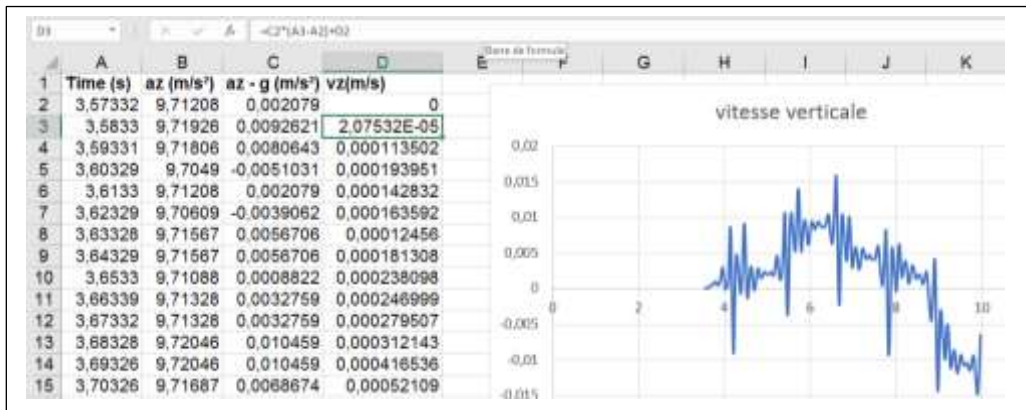 D3 =C2*(A3-A2)+D2
Barre de formule
A B C D E F G H I J K
1 Time (s) az (m/s²) az - g (m/s²) vz(m/s)
2 3,57332 9,71208 0,002079 0
3 3,5833 9,71926 0,0092621 2,07532E-05
4 3,59331 9,71806 0,0080643 0,000113502
5 3,60329 9,7049 -0,0051031 0,000193951
6 3,6133 9,71208 0,002079 0,000142832
7 3,62329 9,70609 -0,0039062 0,000163592
8 3,63328 9,71567 0,0056706 0,00012456
9 3,64329 9,71567 0,0056706 0,000181308
10 3,6533 9,71088 0,0008822 0,000238098
11 3,66339 9,71328 0,0032759 0,000246999
12 3,67332 9,71328 0,0032759 0,000279507
13 3,68328 9,72046 0,010459 0,000312143
14 3,69326 9,72046 0,010459 0,000416536
15 3,70326 9,71687 0,0068674 0,00052109
vitesse verticale
0,02
0,015
0,01
0,005
0
0 2 4 6 8 10
-0,005
-0,01
-0,015